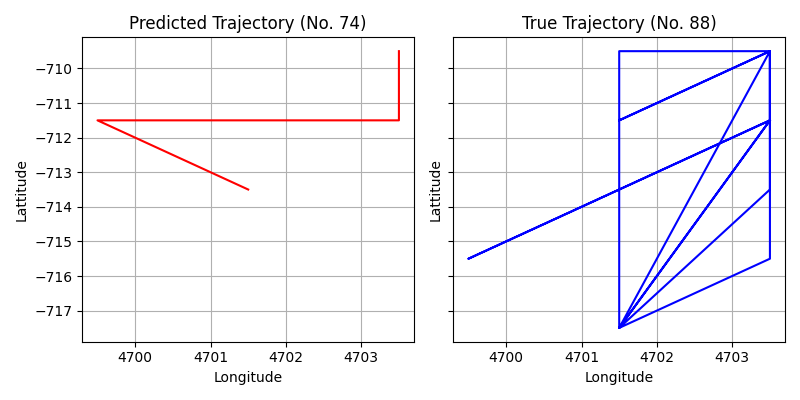 Predicted Trajectory (No. 74)
True Trajectory (No. 88)
−710
−711
−712
−713
−714
−715
−716
−717
Lattitude
Lattitude
4700 4701 4702 4703
4700 4701 4702 4703
Longitude
Longitude